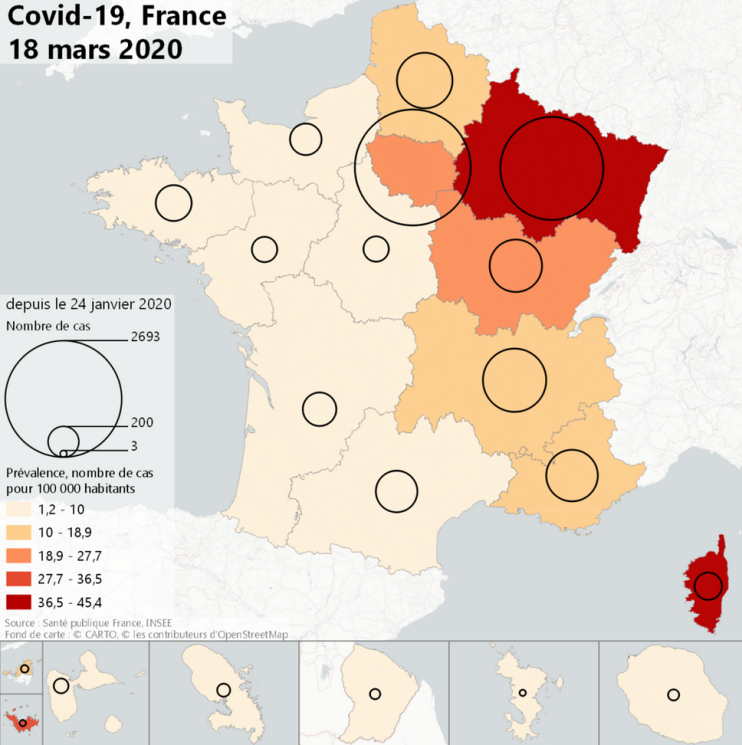 Covid-19, France
18 mars 2020
depuis le 24 janvier 2020
Nombre de cas
2693
200
3
Prévalence, nombre de cas
pour 100 000 habitants
1,2 - 10
10 - 18,9
18,9 - 27,7
27,7 - 36,5
36,5 - 45,4
Source : Santé publique France, INSEE
Fond de carte : © CARTO, © les contributeurs d'OpenStreetMap